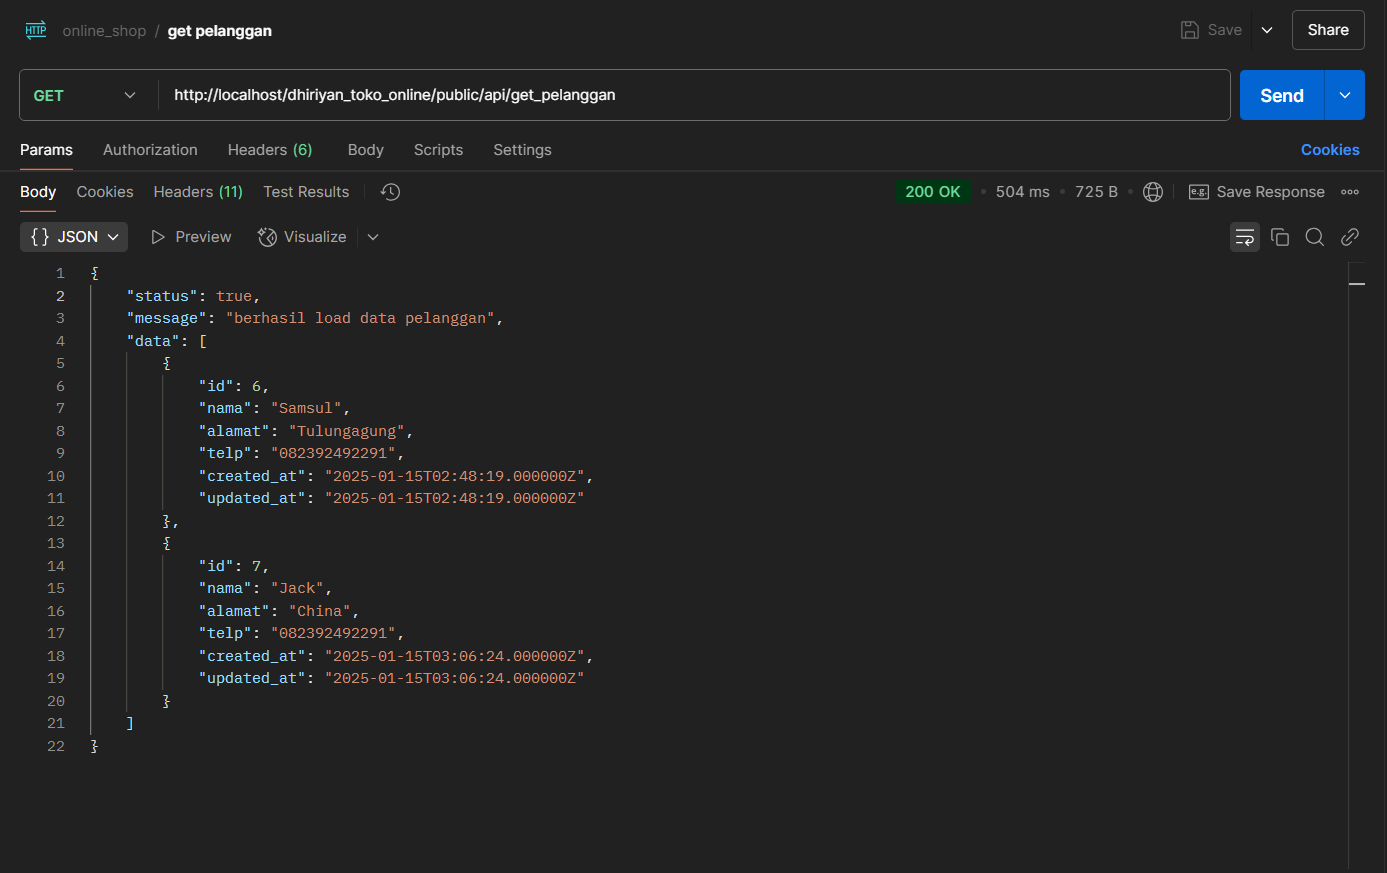 HTTP online_shop / get pelanggan Save Share
GET http://localhost/dhiriyan_toko_online/public/api/get_pelanggan Send
Params Authorization Headers (6) Body Scripts Settings Cookies
Body Cookies Headers (11) Test Results 200 OK • 504 ms • 725 B • e.g. Save Response
{} JSON Preview Visualize
1 {
2 "status": true,
3 "message": "berhasil load data pelanggan",
4 "data": [
5 {
6 "id": 6,
7 "nama": "Samsul",
8 "alamat": "Tulungagung",
9 "telp": "082392492291",
10 "created_at": "2025-01-15T02:48:19.000000Z",
11 "updated_at": "2025-01-15T02:48:19.000000Z"
12 },
13 {
14 "id": 7,
15 "nama": "Jack",
16 "alamat": "China",
17 "telp": "082392492291",
18 "created_at": "2025-01-15T03:06:24.000000Z",
19 "updated_at": "2025-01-15T03:06:24.000000Z"
20 }
21 ]
22 }